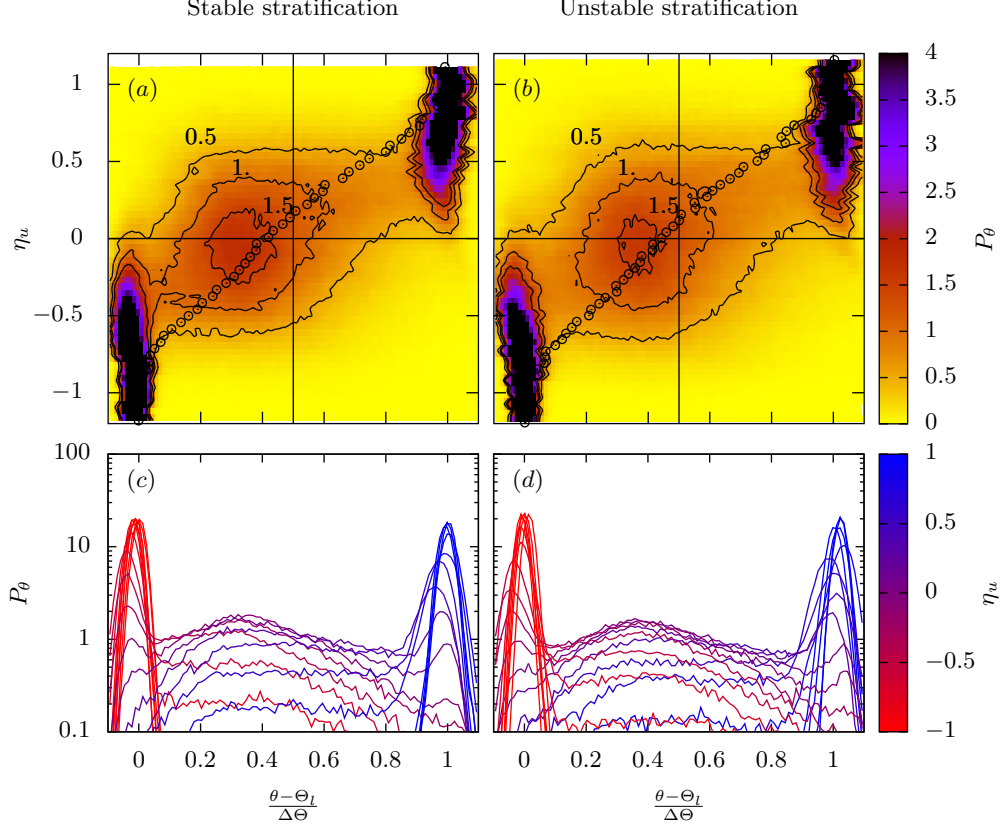 Stable stratification
Unstable stratification
(a)
(b)
0.5
1.
1.5
0.5
1.
1.5
1
0.5
0
−0.5
−1
η_u
4
3.5
3
2.5
2
1.5
1
0.5
0
P_θ
(c)
(d)
100
10
1
0.1
P_θ
1
0.5
0
−0.5
−1
η_u
0 0.2 0.4 0.6 0.8 1
0 0.2 0.4 0.6 0.8 1
θ−Θ_l
ΔΘ
θ−Θ_l
ΔΘ